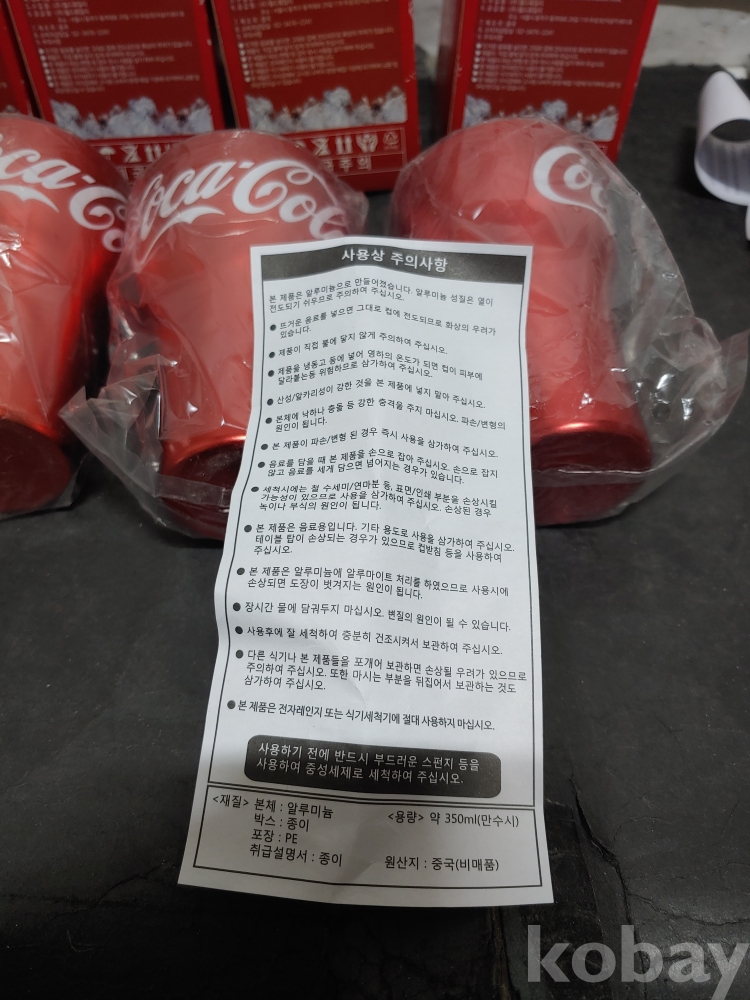 Coca-Cola
Coca-Cola
Coc
주의
사용상 주의사항
본 제품은 알루미늄으로 만들어졌습니다. 알루미늄 성질은 열이
전도되기 쉬우므로 주의하여 주십시오.
● 뜨거운 음료를 넣으면 그대로 컵에 전도되므로 화상의 우려가
있습니다.
● 제품이 직접 불에 닿지 않게 주의하여 주십시오.
● 제품을 냉동고 등에 넣어 영하의 온도가 되면 컵이 피부에
달라붙는등 위험하므로 삼가하여 주십시오.
● 산성/알카리성이 강한 것을 본 제품에 넣지 말아 주십시오.
● 본체에 낙하나 충돌 등 강한 충격을 주지 마십시오. 파손/변형의
원인이 됩니다.
● 본 제품이 파손/변형 된 경우 즉시 사용을 삼가하여 주십시오.
● 음료를 담을 때 본 제품을 손으로 잡아 주십시오. 손으로 잡지
않고 음료를 세게 담으면 넘어지는 경우가 있습니다.
● 세척시에는 철 수세미/연마분 등, 표면/인쇄 부분을 손상시킬
가능성이 있으므로 사용을 삼가하여 주십시오. 손상된 경우
녹이나 부식의 원인이 됩니다.
● 본 제품은 음료용입니다. 기타 용도로 사용을 삼가하여 주십시오.
테이블 탑이 손상되는 경우가 있으므로 컵받침 등을 사용하여
주십시오.
● 본 제품은 알루미늄에 알루마이트 처리를 하였으므로 사용시에
손상되면 도장이 벗겨지는 원인이 됩니다.
● 장시간 물에 담궈두지 마십시오. 변질의 원인이 될 수 있습니다.
● 사용후에 잘 세척하여 충분히 건조시켜서 보관하여 주십시오.
● 다른 식기나 본 제품들을 포개어 보관하면 손상될 우려가 있으므로
주의하여 주십시오. 또한 마시는 부분을 뒤집어서 보관하는 것도
삼가하여 주십시오.
● 본 제품은 전자레인지 또는 식기세척기에 절대 사용하지 마십시오.
사용하기 전에 반드시 부드러운 스펀지 등을
사용하여 중성세제로 세척하여 주십시오.
<재질> 본체 : 알루미늄 <용량> 약 350ml(만수시)
박스 : 종이
포장 : PE
취급설명서 : 종이 원산지 : 중국(비매품)
kobay